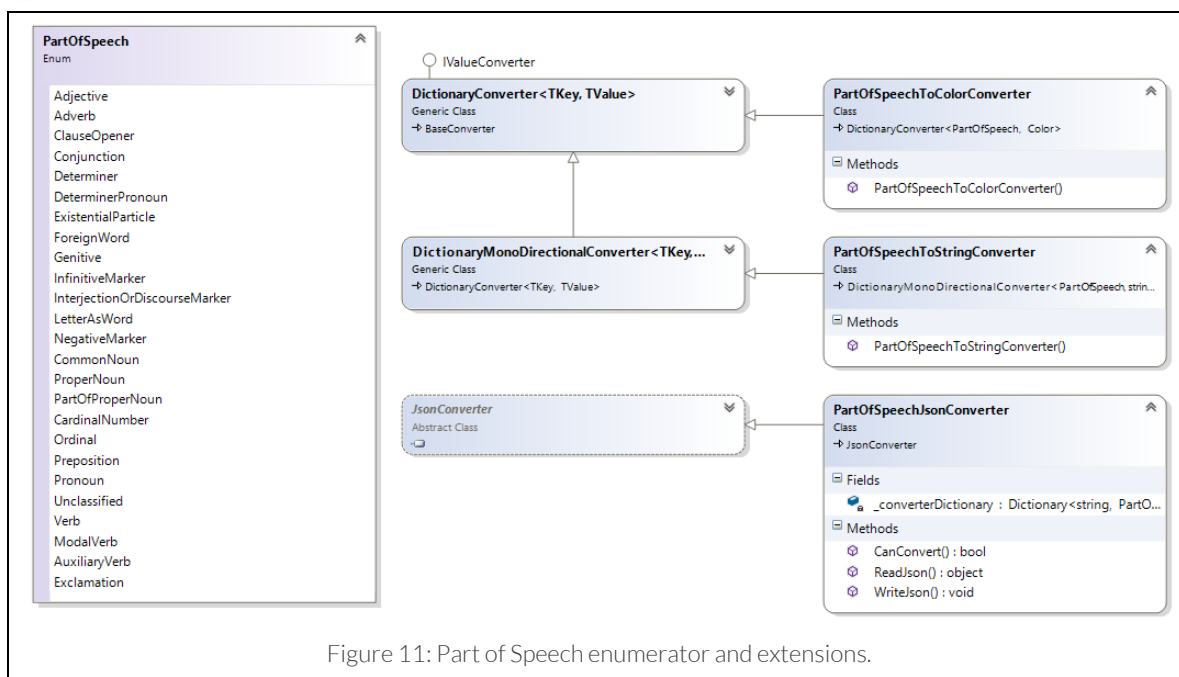 PartOfSpeech
Enum
Adjective
Adverb
ClauseOpener
Conjunction
Determiner
DeterminerPronoun
ExistentialParticle
ForeignWord
Genitive
InfinitiveMarker
InterjectionOrDiscourseMarker
LetterAsWord
NegativeMarker
CommonNoun
ProperNoun
PartOfProperNoun
CardinalNumber
Ordinal
Preposition
Pronoun
Unclassified
Verb
ModalVerb
AuxiliaryVerb
Exclamation
IValueConverter
DictionaryConverter<TKey, TValue>
Generic Class
BaseConverter
DictionaryMonoDirectionalConverter<TKey,...
Generic Class
DictionaryConverter<TKey, TValue>
JsonConverter
Abstract Class
PartOfSpeechToColorConverter
Class
DictionaryConverter<PartOfSpeech, Color>
Methods
PartOfSpeechToColorConverter()
PartOfSpeechToStringConverter
Class
DictionaryMonoDirectionalConverter<PartOfSpeech, strin...
Methods
PartOfSpeechToStringConverter()
PartOfSpeechJsonConverter
Class
JsonConverter
Fields
_converterDictionary : Dictionary<string, PartO...
Methods
CanConvert() : bool
ReadJson() : object
WriteJson() : void
Figure 11: Part of Speech enumerator and extensions.